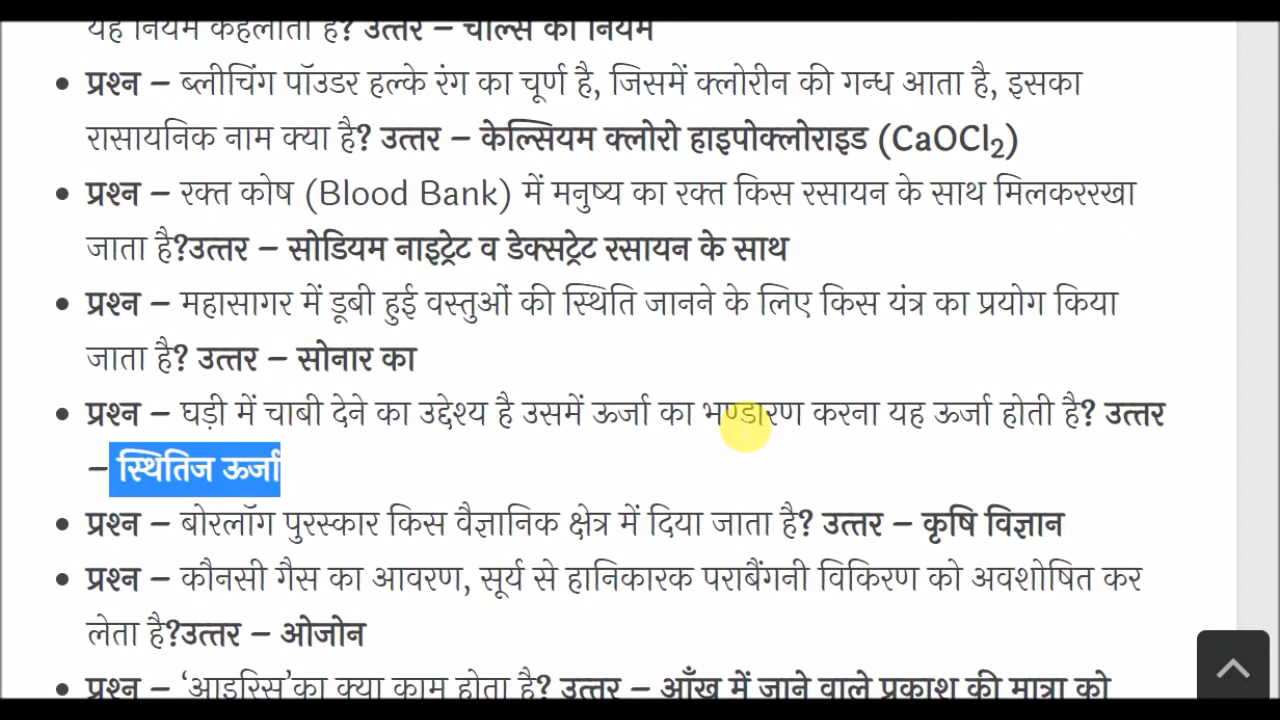 यह नियम कहलाता है? उत्तर – चार्ल्स का नियम
• प्रश्न – ब्लीचिंग पॉउडर हल्के रंग का चूर्ण है, जिसमें क्लोरीन की गन्ध आता है, इसका
रासायनिक नाम क्या है? उत्तर – केल्सियम क्लोरो हाइपोक्लोराइड (CaOCl₂)
• प्रश्न – रक्त कोष (Blood Bank) में मनुष्य का रक्त किस रसायन के साथ मिलकररखा
जाता है?उत्तर – सोडियम नाइट्रेट व डेक्सट्रेट रसायन के साथ
• प्रश्न – महासागर में डूबी हुई वस्तुओं की स्थिति जानने के लिए किस यंत्र का प्रयोग किया
जाता है? उत्तर – सोनार का
• प्रश्न – घड़ी में चाबी देने का उद्देश्य है उसमें ऊर्जा का भण्डारण करना यह ऊर्जा होती है? उत्तर
– स्थितिज ऊर्जा
• प्रश्न – बोरलॉग पुरस्कार किस वैज्ञानिक क्षेत्र में दिया जाता है? उत्तर – कृषि विज्ञान
• प्रश्न – कौनसी गैस का आवरण, सूर्य से हानिकारक पराबैंगनी विकिरण को अवशोषित कर
लेता है?उत्तर – ओजोन
• प्रश्न – ‘आइरिस’का क्या काम होता है? उत्तर – आँख में जाने वाले प्रकाश की मात्रा को